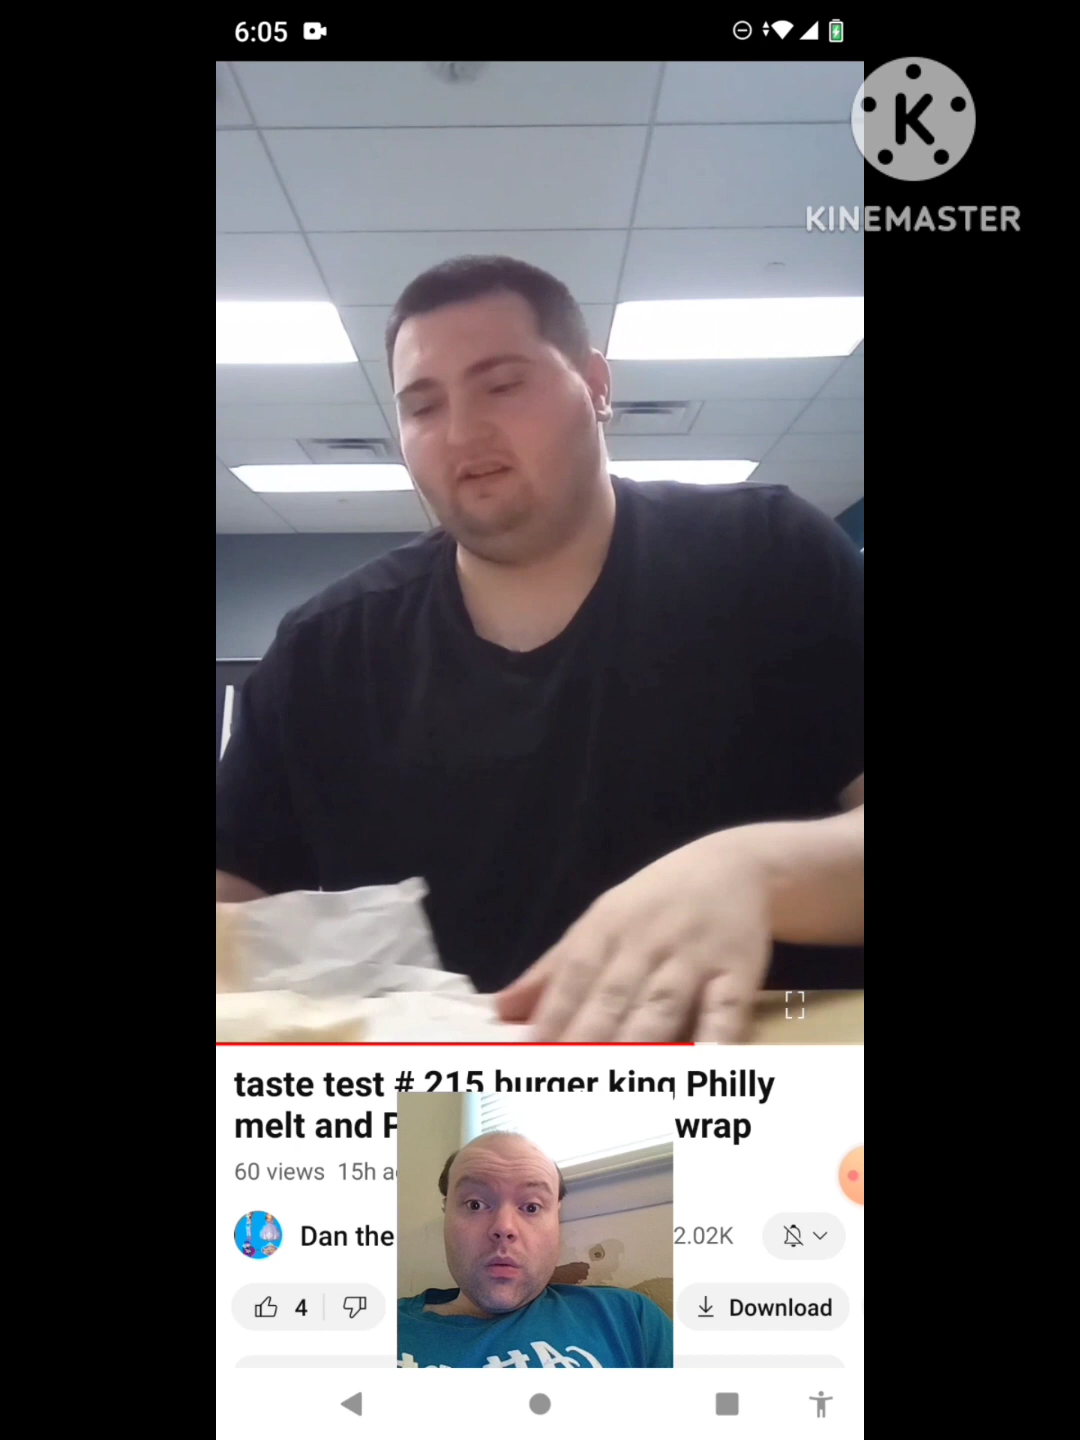 6:05
K
KINEMASTER
taste test # 215 burger king Philly
melt and wrap
60 views 15h
Dan the
2.02K
4
Download